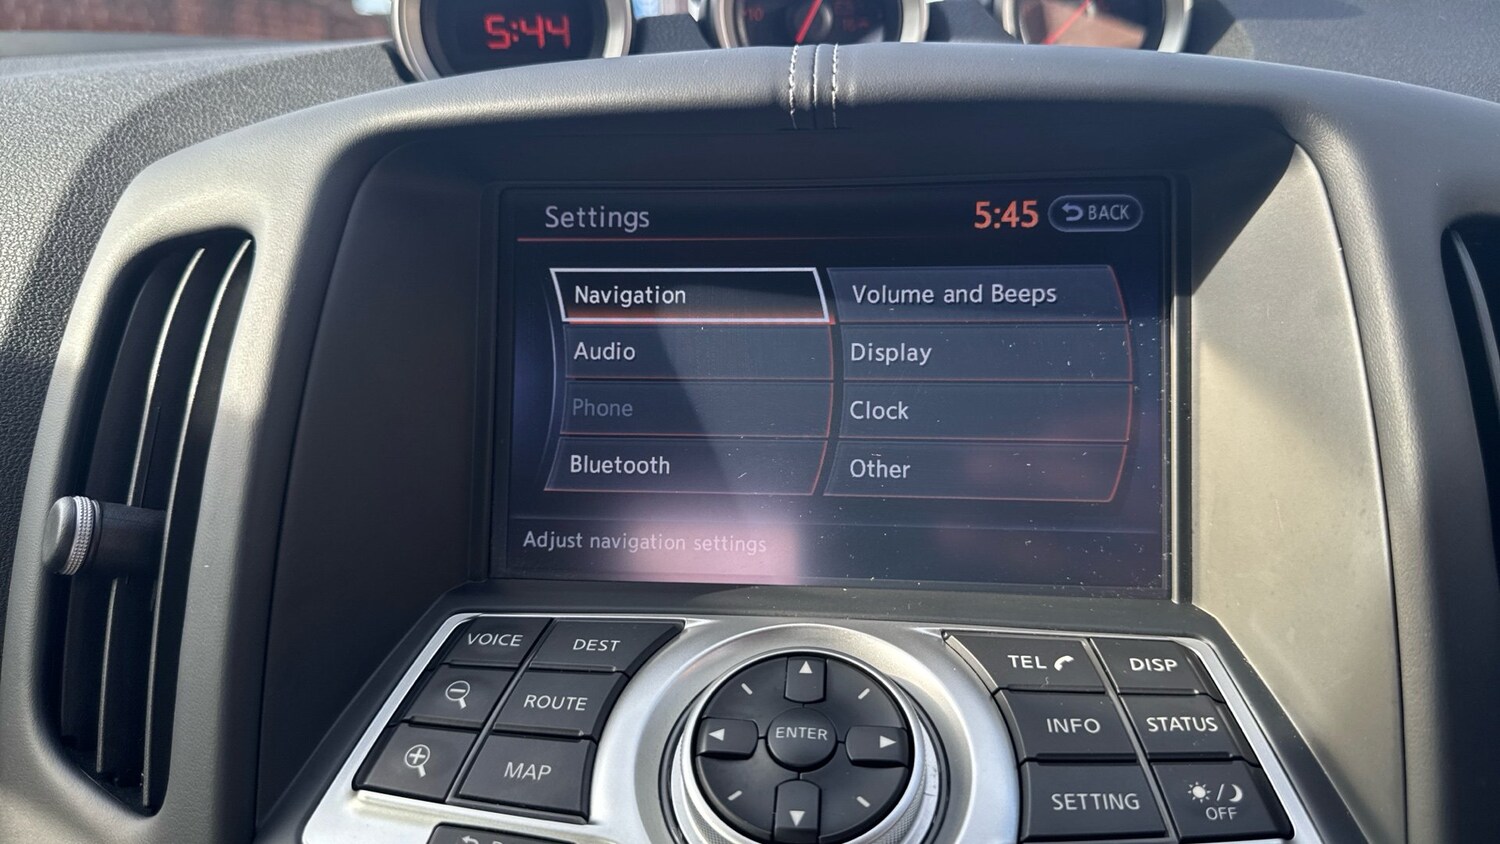 5:44
10
Settings
5:45
BACK
Navigation
Volume and Beeps
Audio
Display
Phone
Clock
Bluetooth
Other
Adjust navigation settings
VOICE
DEST
TEL
DISP
ROUTE
INFO
STATUS
ENTER
MAP
SETTING
OFF